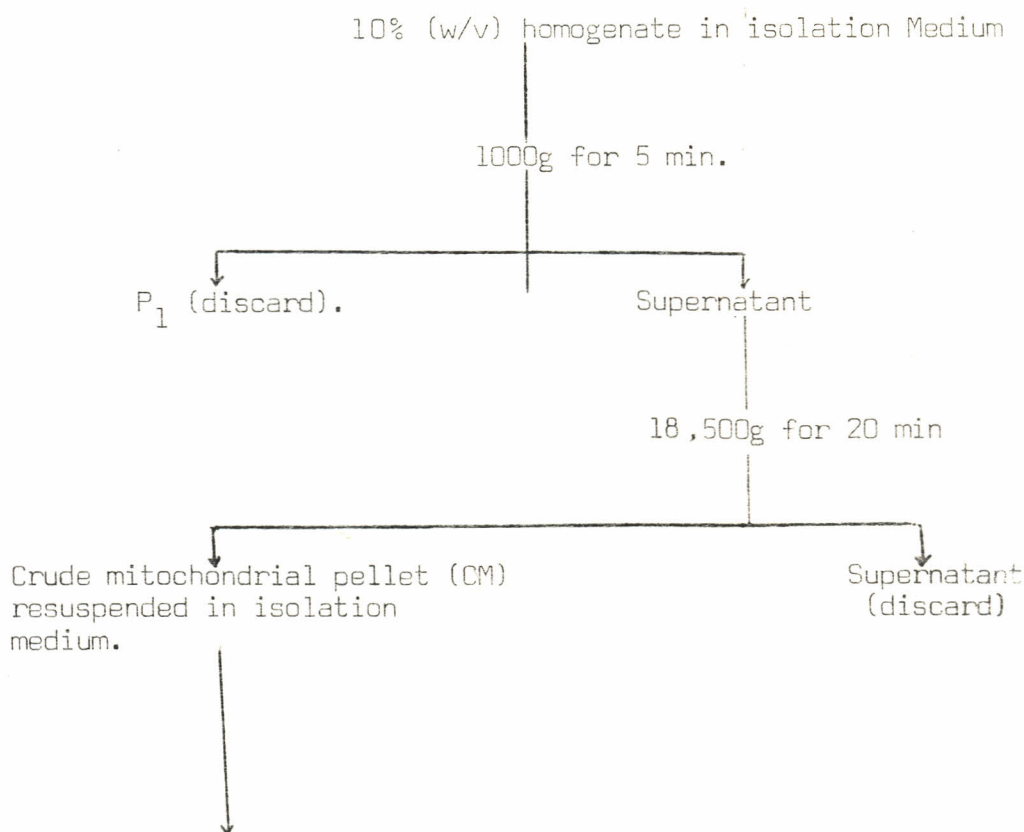 10% (w/v) homogenate in isolation Medium
1000g for 5 min.
P1 (discard).
Supernatant
18,500g for 20 min
Crude mitochondrial pellet (CM)
resuspended in isolation
medium.
Supernatant
(discard)